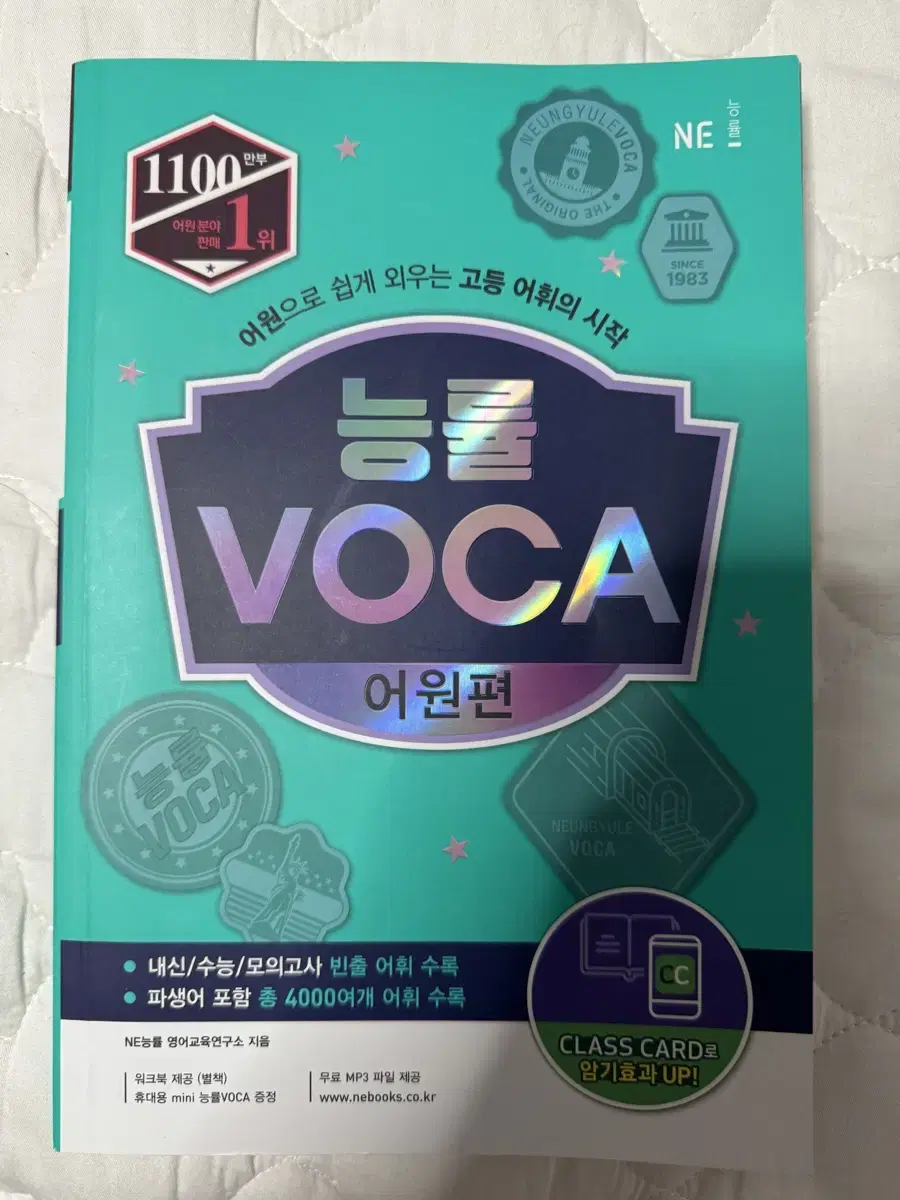 1100만부
어원 분야
판매 1위
NEUNGYULEVOCA
THE ORIGINAL
NE 능률
SINCE
1983
어원으로 쉽게 외우는 고등 어휘의 시작
능률
VOCA
어원편
능률
VOCA
NEUNGYULE
VOCA
내신/수능/모의고사 빈출 어휘 수록
파생어 포함 총 4000여개 어휘 수록
CC
CLASS CARD로
암기효과 UP!
NE능률 영어교육연구소 지음
워크북 제공 (별책)
휴대용 mini 능률VOCA 증정
무료 MP3 파일 제공
www.nebooks.co.kr